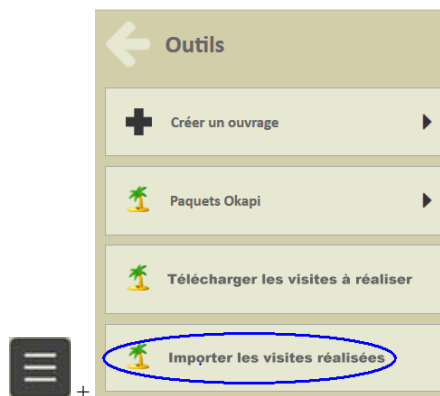 Outils
Créer un ouvrage
Paquets Okapi
Télécharger les visites à réaliser
Importer les visites réalisées
+